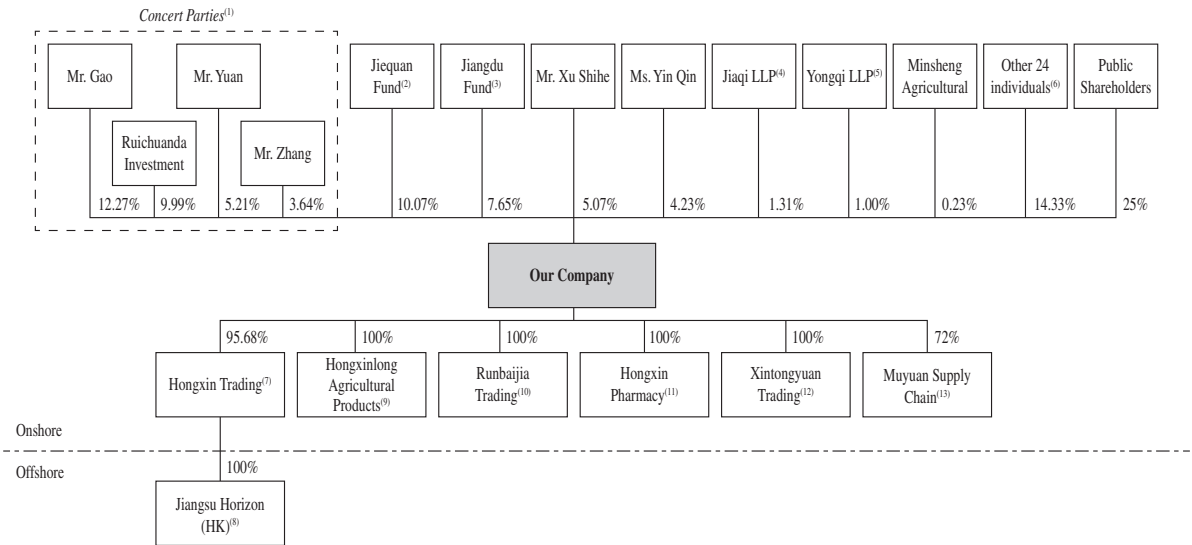 Concert Parties(1)
Mr. Gao
Mr. Yuan
Jiequan
Fund(2)
Jiangdu
Fund(3)
Mr. Xu Shihe
Ms. Yin Qin
Jiaqi LLP(4)
Yongqi LLP(5)
Minsheng
Agricultural
Other 24
individuals(6)
Public
Shareholders
Ruichuanda
Investment
Mr. Zhang
12.27%
9.99%
5.21%
3.64%
10.07%
7.65%
5.07%
4.23%
1.31%
1.00%
0.23%
14.33%
25%
Our Company
95.68%
100%
100%
100%
100%
72%
Hongxin Trading(7)
Hongxinlong
Agricultural
Products(9)
Runbaijia
Trading(10)
Hongxin
Pharmacy(11)
Xintongyuan
Trading(12)
Muyuan Supply
Chain(13)
Onshore
Offshore
100%
Jiangsu Horizon
(HK)(8)